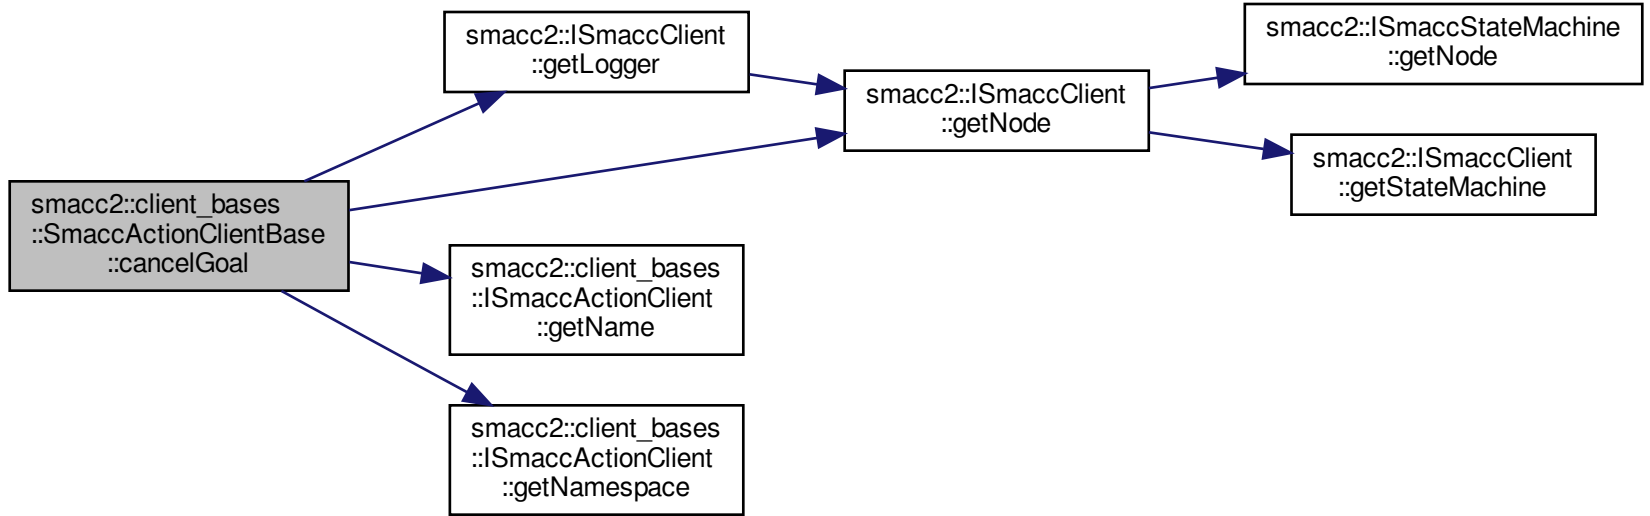 smacc2::client_bases
::SmaccActionClientBase
::cancelGoal
smacc2::ISmaccClient
::getLogger
smacc2::ISmaccClient
::getNode
smacc2::ISmaccStateMachine
::getNode
smacc2::ISmaccClient
::getStateMachine
smacc2::client_bases
::ISmaccActionClient
::getName
smacc2::client_bases
::ISmaccActionClient
::getNamespace